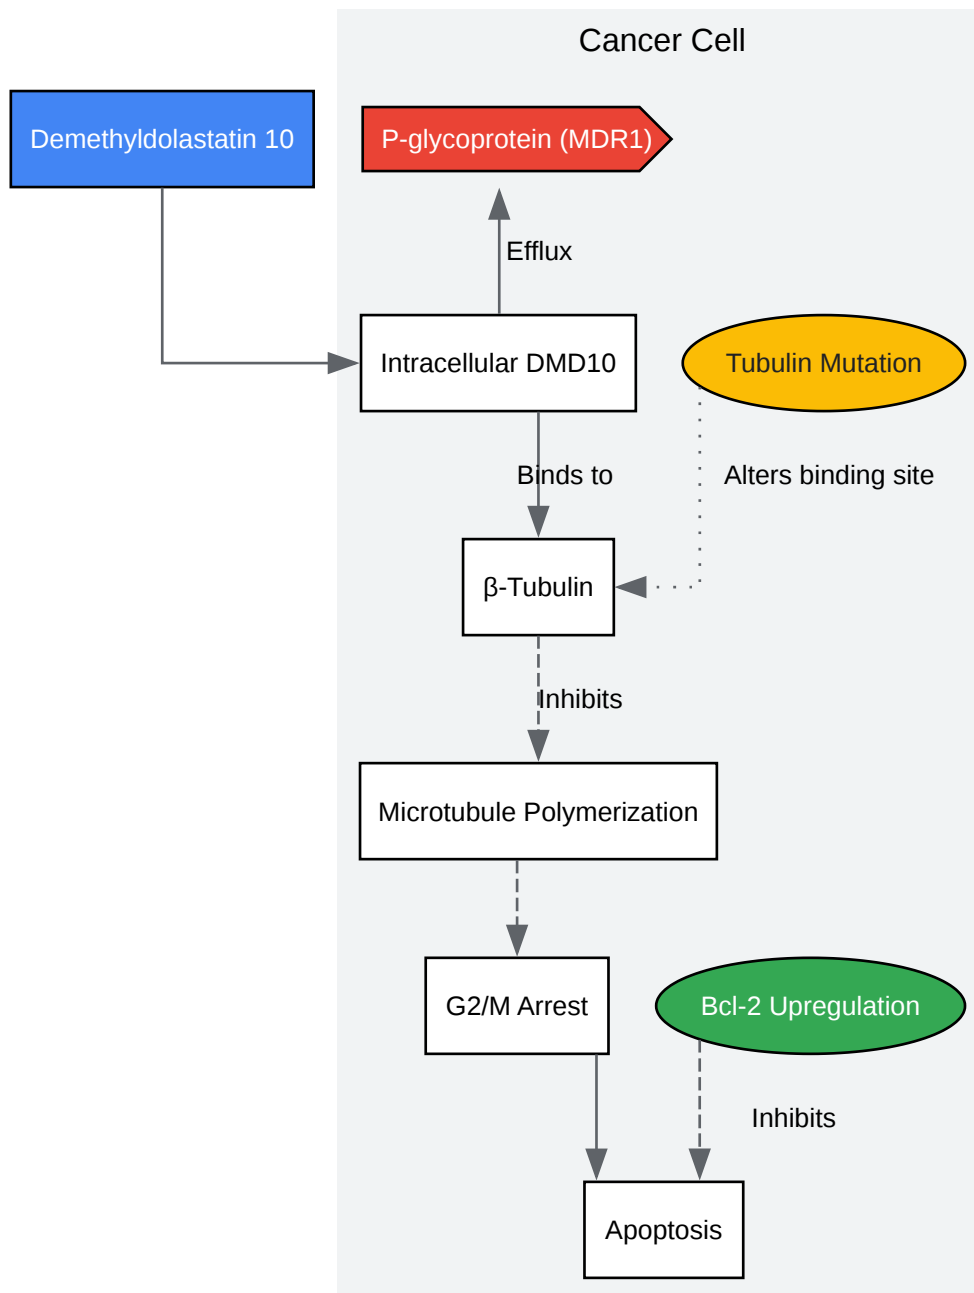 Cancer Cell
Demethyldolastatin 10
P-glycoprotein (MDR1)
Efflux
Intracellular DMD10
Tubulin Mutation
Binds to
Alters binding site
β-Tubulin
Inhibits
Microtubule Polymerization
G2/M Arrest
Bcl-2 Upregulation
Inhibits
Apoptosis